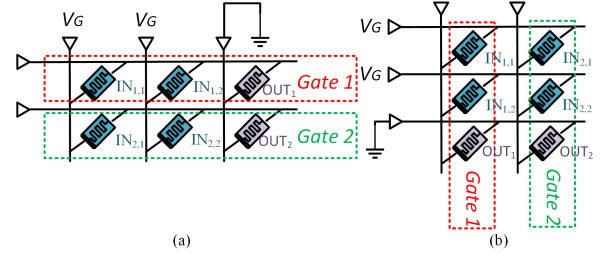 VG VG
IN1,1 IN1,2 OUT1 Gate 1
IN2,1 IN2,2 OUT2 Gate 2
(a)
VG
IN1,1 IN2,1
VG
IN1,2 IN2,2
OUT1 OUT2
Gate 1 Gate 2
(b)